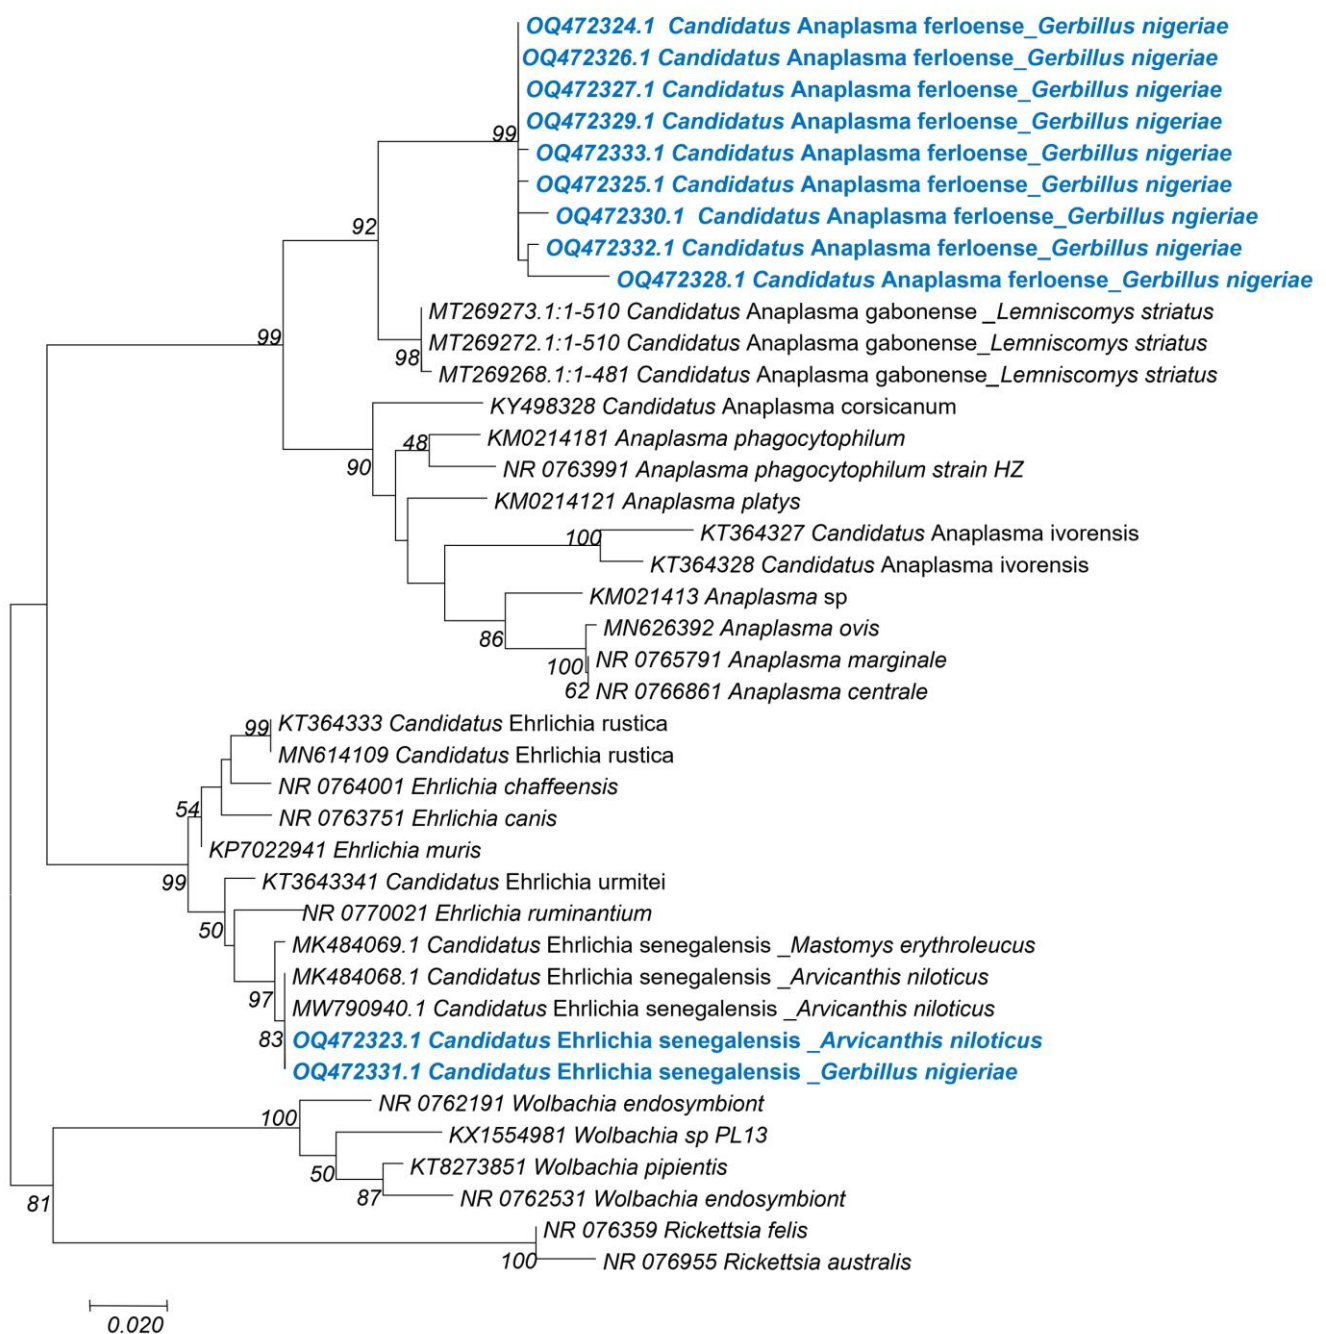 OQ472324.1 Candidatus Anaplasma ferloense_Gerbillus nigeriae
OQ472326.1 Candidatus Anaplasma ferloense_Gerbillus nigeriae
OQ472327.1 Candidatus Anaplasma ferloense_Gerbillus nigeriae
OQ472329.1 Candidatus Anaplasma ferloense_Gerbillus nigeriae
99
OQ472333.1 Candidatus Anaplasma ferloense_Gerbillus nigeriae
OQ472325.1 Candidatus Anaplasma ferloense_Gerbillus nigeriae
OQ472330.1 Candidatus Anaplasma ferloense_Gerbillus ngieriae
92
OQ472332.1 Candidatus Anaplasma ferloense_Gerbillus nigeriae
OQ472328.1 Candidatus Anaplasma ferloense_Gerbillus nigeriae
MT269273.1:1-510 Candidatus Anaplasma gabonense _Lemniscomys striatus
99
MT269272.1:1-510 Candidatus Anaplasma gabonense_Lemniscomys striatus
98
MT269268.1:1-481 Candidatus Anaplasma gabonense_Lemniscomys striatus
KY498328 Candidatus Anaplasma corsicanum
48
KM0214181 Anaplasma phagocytophilum
90
NR 0763991 Anaplasma phagocytophilum strain HZ
KM0214121 Anaplasma platys
100
KT364327 Candidatus Anaplasma ivorensis
KT364328 Candidatus Anaplasma ivorensis
KM021413 Anaplasma sp
86
MN626392 Anaplasma ovis
100
NR 0765791 Anaplasma marginale
62
NR 0766861 Anaplasma centrale
99
KT364333 Candidatus Ehrlichia rustica
MN614109 Candidatus Ehrlichia rustica
NR 0764001 Ehrlichia chaffeensis
54
NR 0763751 Ehrlichia canis
KP7022941 Ehrlichia muris
99
KT3643341 Candidatus Ehrlichia urmitei
NR 0770021 Ehrlichia ruminantium
50
MK484069.1 Candidatus Ehrlichia senegalensis _Mastomys erythroleucus
MK484068.1 Candidatus Ehrlichia senegalensis _Arvicanthis niloticus
97
MW790940.1 Candidatus Ehrlichia senegalensis _Arvicanthis niloticus
83
OQ472323.1 Candidatus Ehrlichia senegalensis _Arvicanthis niloticus
OQ472331.1 Candidatus Ehrlichia senegalensis _Gerbillus nigieriae
NR 0762191 Wolbachia endosymbiont
100
KX1554981 Wolbachia sp PL13
50
KT8273851 Wolbachia pipientis
87
NR 0762531 Wolbachia endosymbiont
81
NR 076359 Rickettsia felis
100
NR 076955 Rickettsia australis
0.020